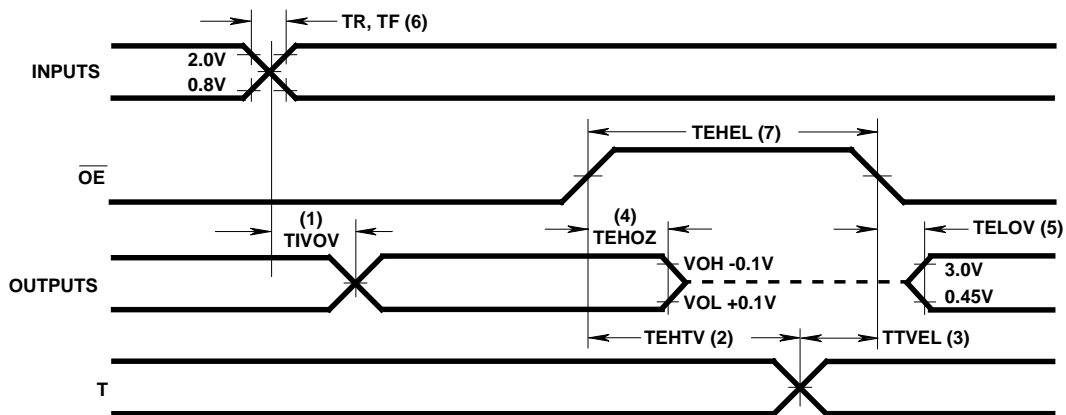 TR, TF (6)
INPUTS
2.0V
0.8V
TEHEL (7)
OE
(1)
TIVOV
(4)
TEHOZ
TELOV (5)
OUTPUTS
VOH -0.1V
VOL +0.1V
3.0V
0.45V
TEHTV (2)
TTVEL (3)
T